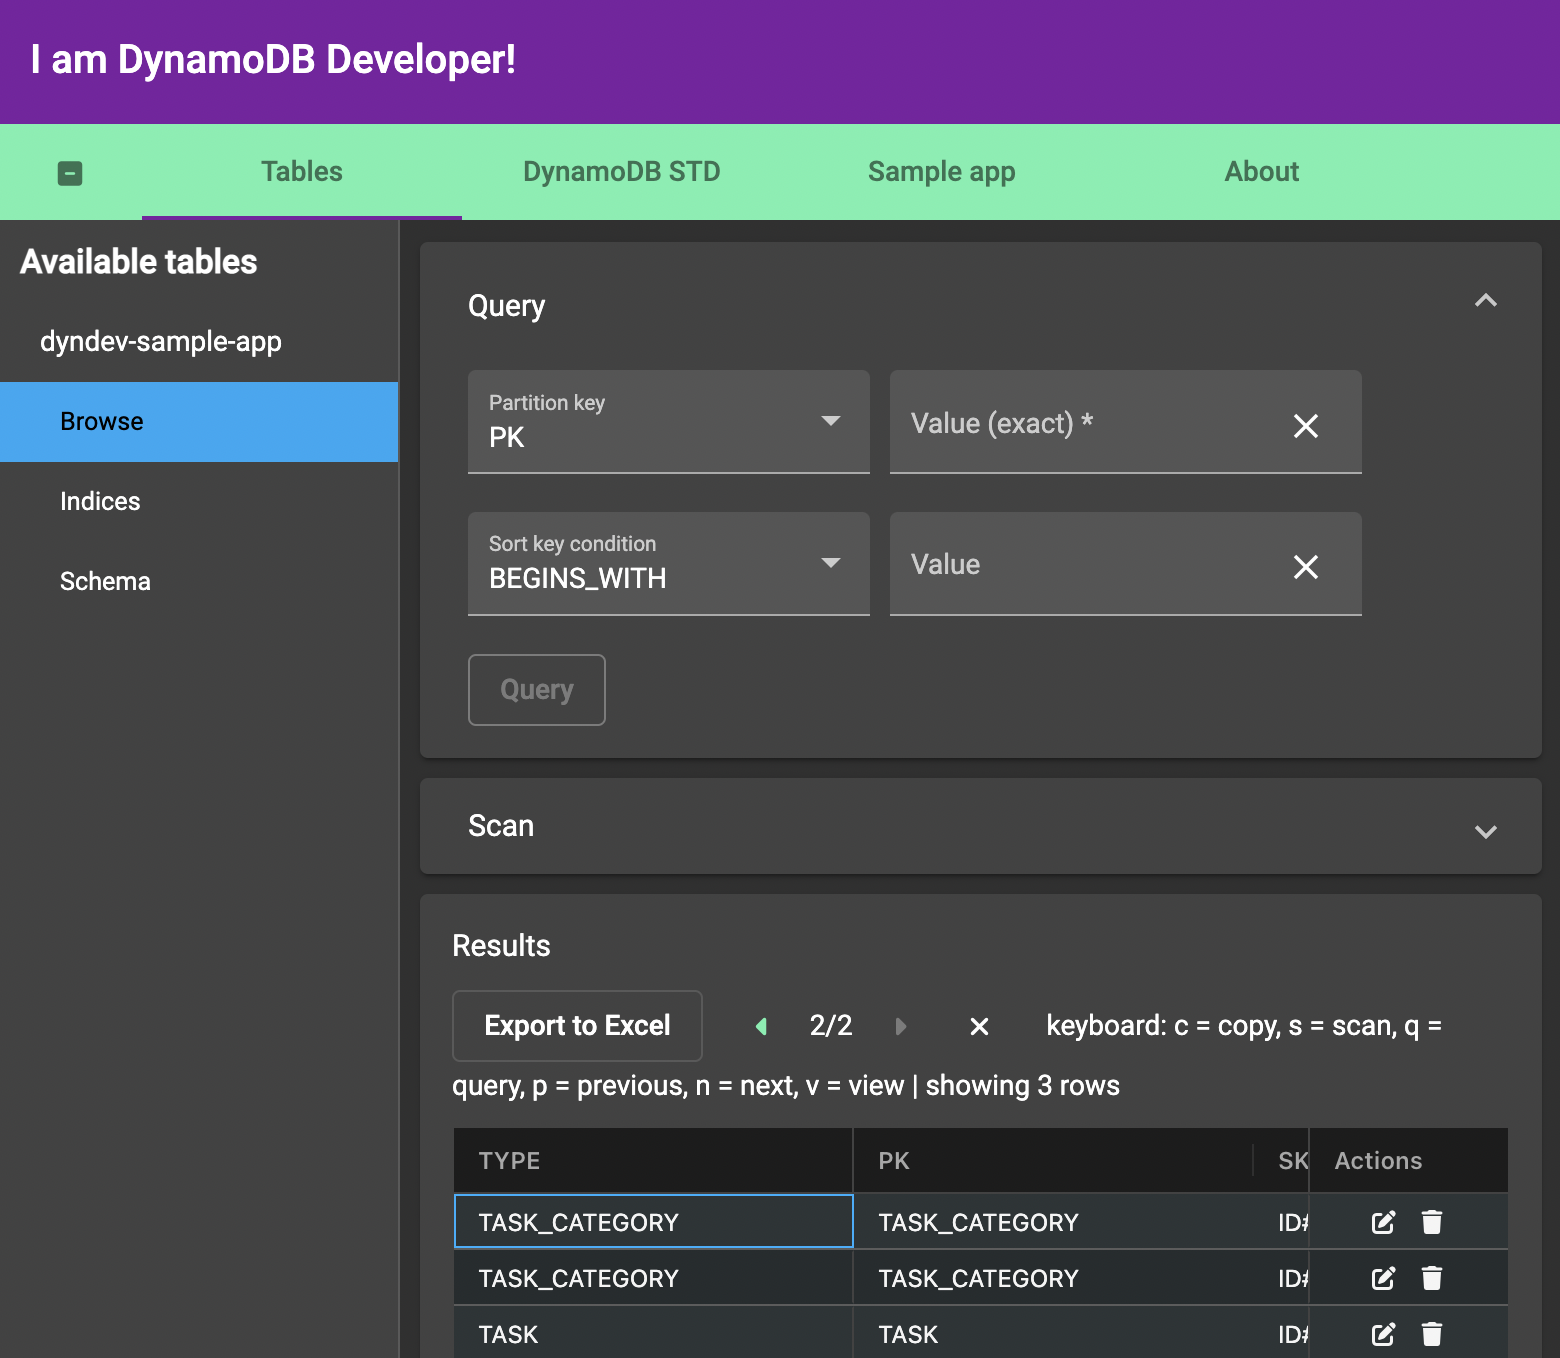 I am DynamoDB Developer!
Tables DynamoDB STD Sample app About
Available tables
dyndev-sample-app
Browse
Indices
Schema
Query
Partition key
PK
Value (exact) *
Sort key condition
BEGINS_WITH
Value
Query
Scan
Results
Export to Excel 2/2 keyboard: c = copy, s = scan, q =
query, p = previous, n = next, v = view | showing 3 rows
TYPE PK SK Actions
TASK_CATEGORY TASK_CATEGORY ID#
TASK_CATEGORY TASK_CATEGORY ID#
TASK TASK ID#